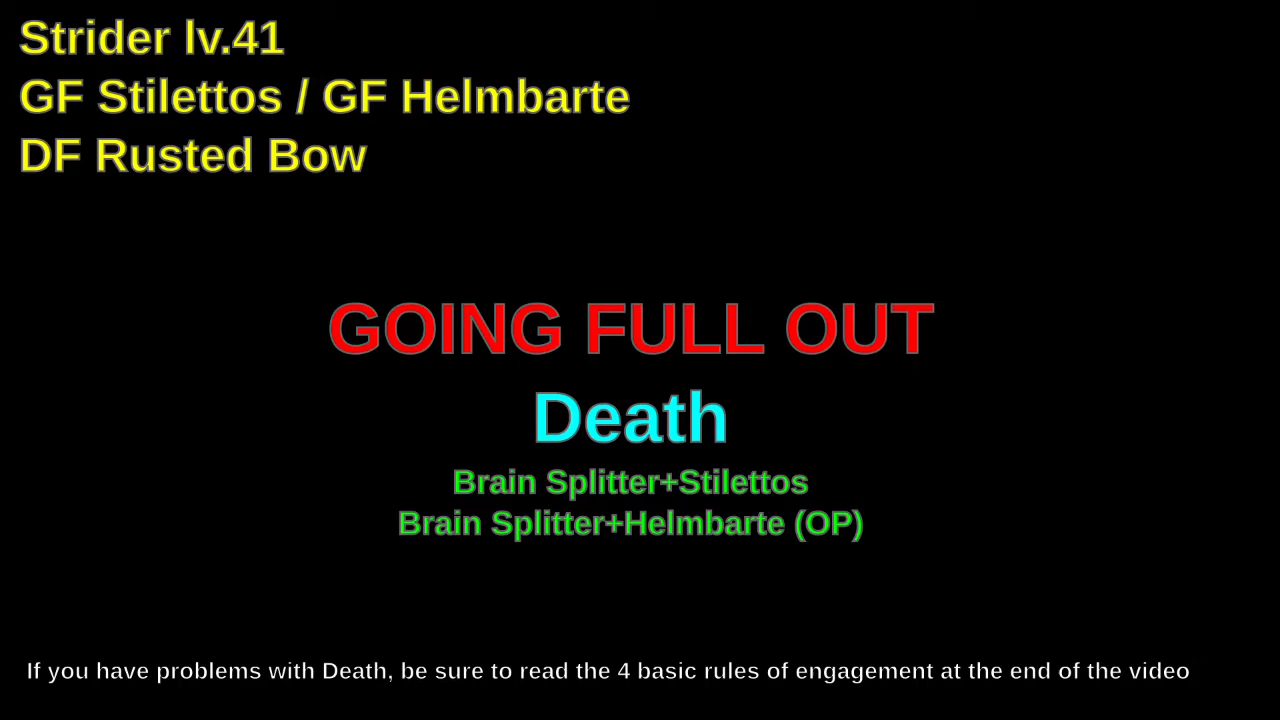 Strider lv.41
GF Stilettos / GF Helmbarte
DF Rusted Bow
GOING FULL OUT
Death
Brain Splitter+Stilettos
Brain Splitter+Helmbarte (OP)
If you have problems with Death, be sure to read the 4 basic rules of engagement at the end of the video